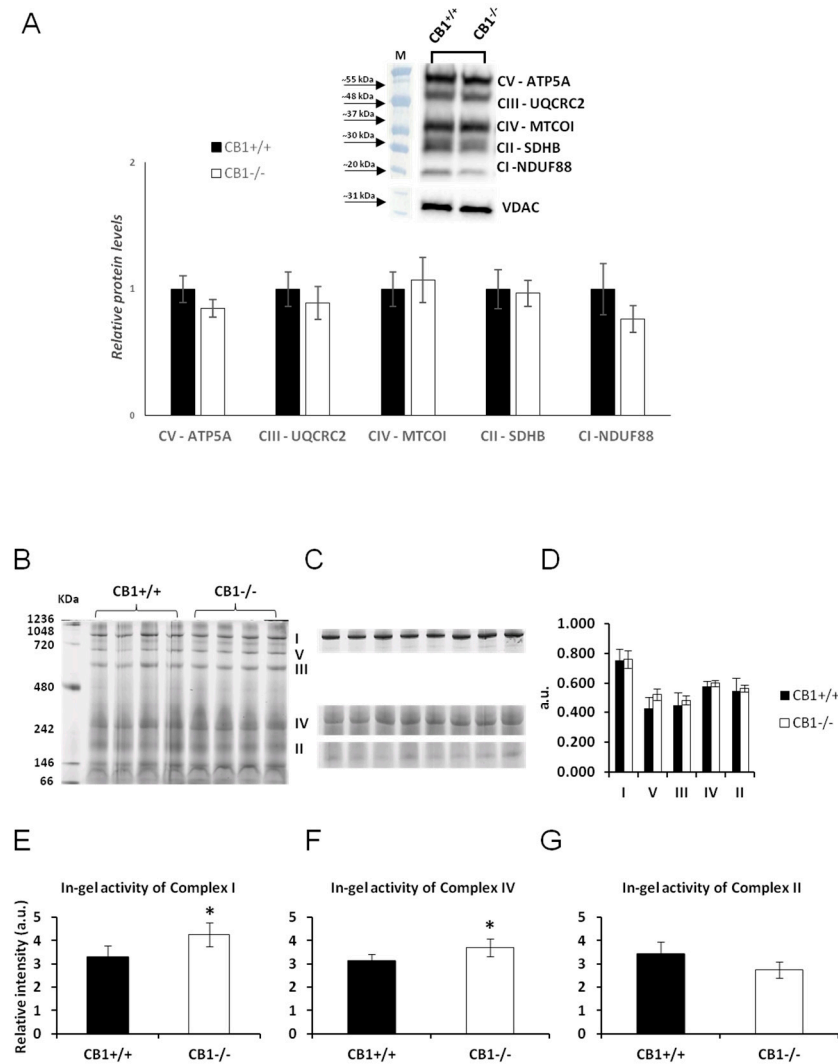 A
CB1+/+
CB1-/-
M
~55 kDa
~48 kDa
~37 kDa
~30 kDa
~20 kDa
~31 kDa
CV - ATP5A
CIII - UQCRC2
CIV - MTCOI
CII - SDHB
CI -NDUF88
VDAC
CB1+/+
CB1-/-
Relative protein levels
2
1
0
CV - ATP5A
CIII - UQCRC2
CIV - MTCOI
CII - SDHB
CI -NDUF88
B
KDa
CB1+/+
CB1-/-
1236
1048
720
480
242
146
66
I
V
III
IV
II
C
D
a.u.
1.000
0.800
0.600
0.400
0.200
0.000
I V III IV II
CB1+/+
CB1-/-
E
In-gel activity of Complex I
Relative intensity (a.u.)
5
4
3
2
1
0
*
CB1+/+ CB1-/-
F
In-gel activity of Complex IV
5
4
3
2
1
0
*
CB1+/+ CB1-/-
G
In-gel activity of Complex II
5
4
3
2
1
0
CB1+/+ CB1-/-